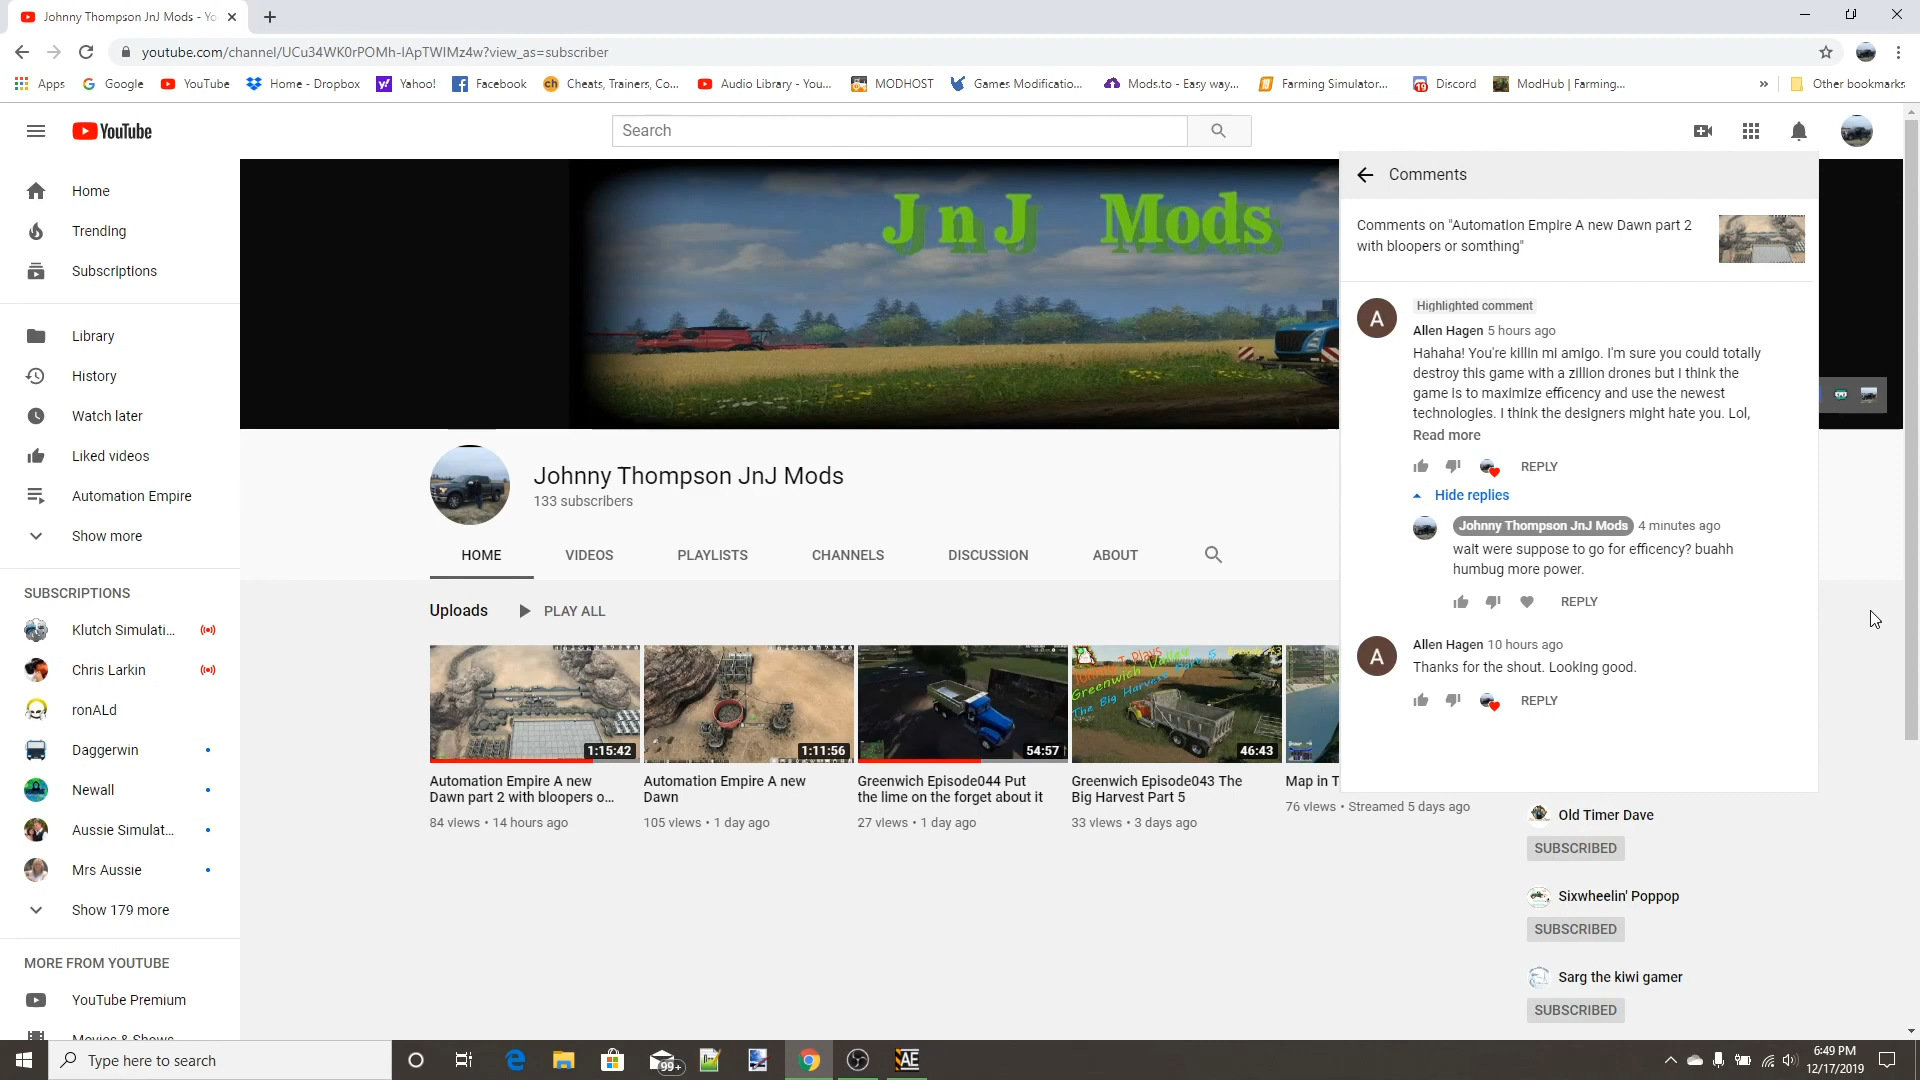 Johnny Thompson JnJ Mods - Yo
youtube.com/channel/UCu34WK0rPOMh-IApTWIMz4w?view_as=subscriber
Apps
Google
YouTube
Home - Dropbox
Yahoo!
Facebook
Cheats, Trainers, Co...
Audio Library - You...
MODHOST
Games Modificatio...
Mods.to - Easy way...
Farming Simulator...
Discord
ModHub | Farming...
»
Other bookmarks
YouTube
Search
Home
Trending
Subscriptions
Library
History
Watch later
Liked videos
Automation Empire
Show more
SUBSCRIPTIONS
Klutch Simulati...
Chris Larkin
ronALd
Daggerwin
Newall
Aussie Simulat...
Mrs Aussie
Show 179 more
MORE FROM YOUTUBE
YouTube Premium
Movies & Shows
JnJ Mods
Johnny Thompson JnJ Mods
133 subscribers
HOME
VIDEOS
PLAYLISTS
CHANNELS
DISCUSSION
ABOUT
Uploads
PLAY ALL
1:15:42
Automation Empire A new
Dawn part 2 with bloopers o...
84 views • 14 hours ago
1:11:56
Automation Empire A new
Dawn
105 views • 1 day ago
54:57
Greenwich Episode044 Put
the lime on the forget about it
27 views • 1 day ago
Johnny T Plays
Greenwich Valley
The Big Harvest Part 5
46:43
Greenwich Episode043 The
Big Harvest Part 5
33 views • 3 days ago
Map in T
76 views • Streamed 5 days ago
Comments
Comments on "Automation Empire A new Dawn part 2
with bloopers or somthing"
A
Highlighted comment
Allen Hagen 5 hours ago
Hahaha! You're killin mi amigo. I'm sure you could totally
destroy this game with a zillion drones but I think the
game is to maximize efficency and use the newest
technologies. I think the designers might hate you. Lol,
Read more
REPLY
Hide replies
Johnny Thompson JnJ Mods 4 minutes ago
wait were suppose to go for efficency? buahh
humbug more power.
REPLY
A
Allen Hagen 10 hours ago
Thanks for the shout. Looking good.
REPLY
Old Timer Dave
SUBSCRIBED
Sixwheelin' Poppop
SUBSCRIBED
Sarg the kiwi gamer
SUBSCRIBED
Type here to search
99+
AE
6:49 PM
12/17/2019